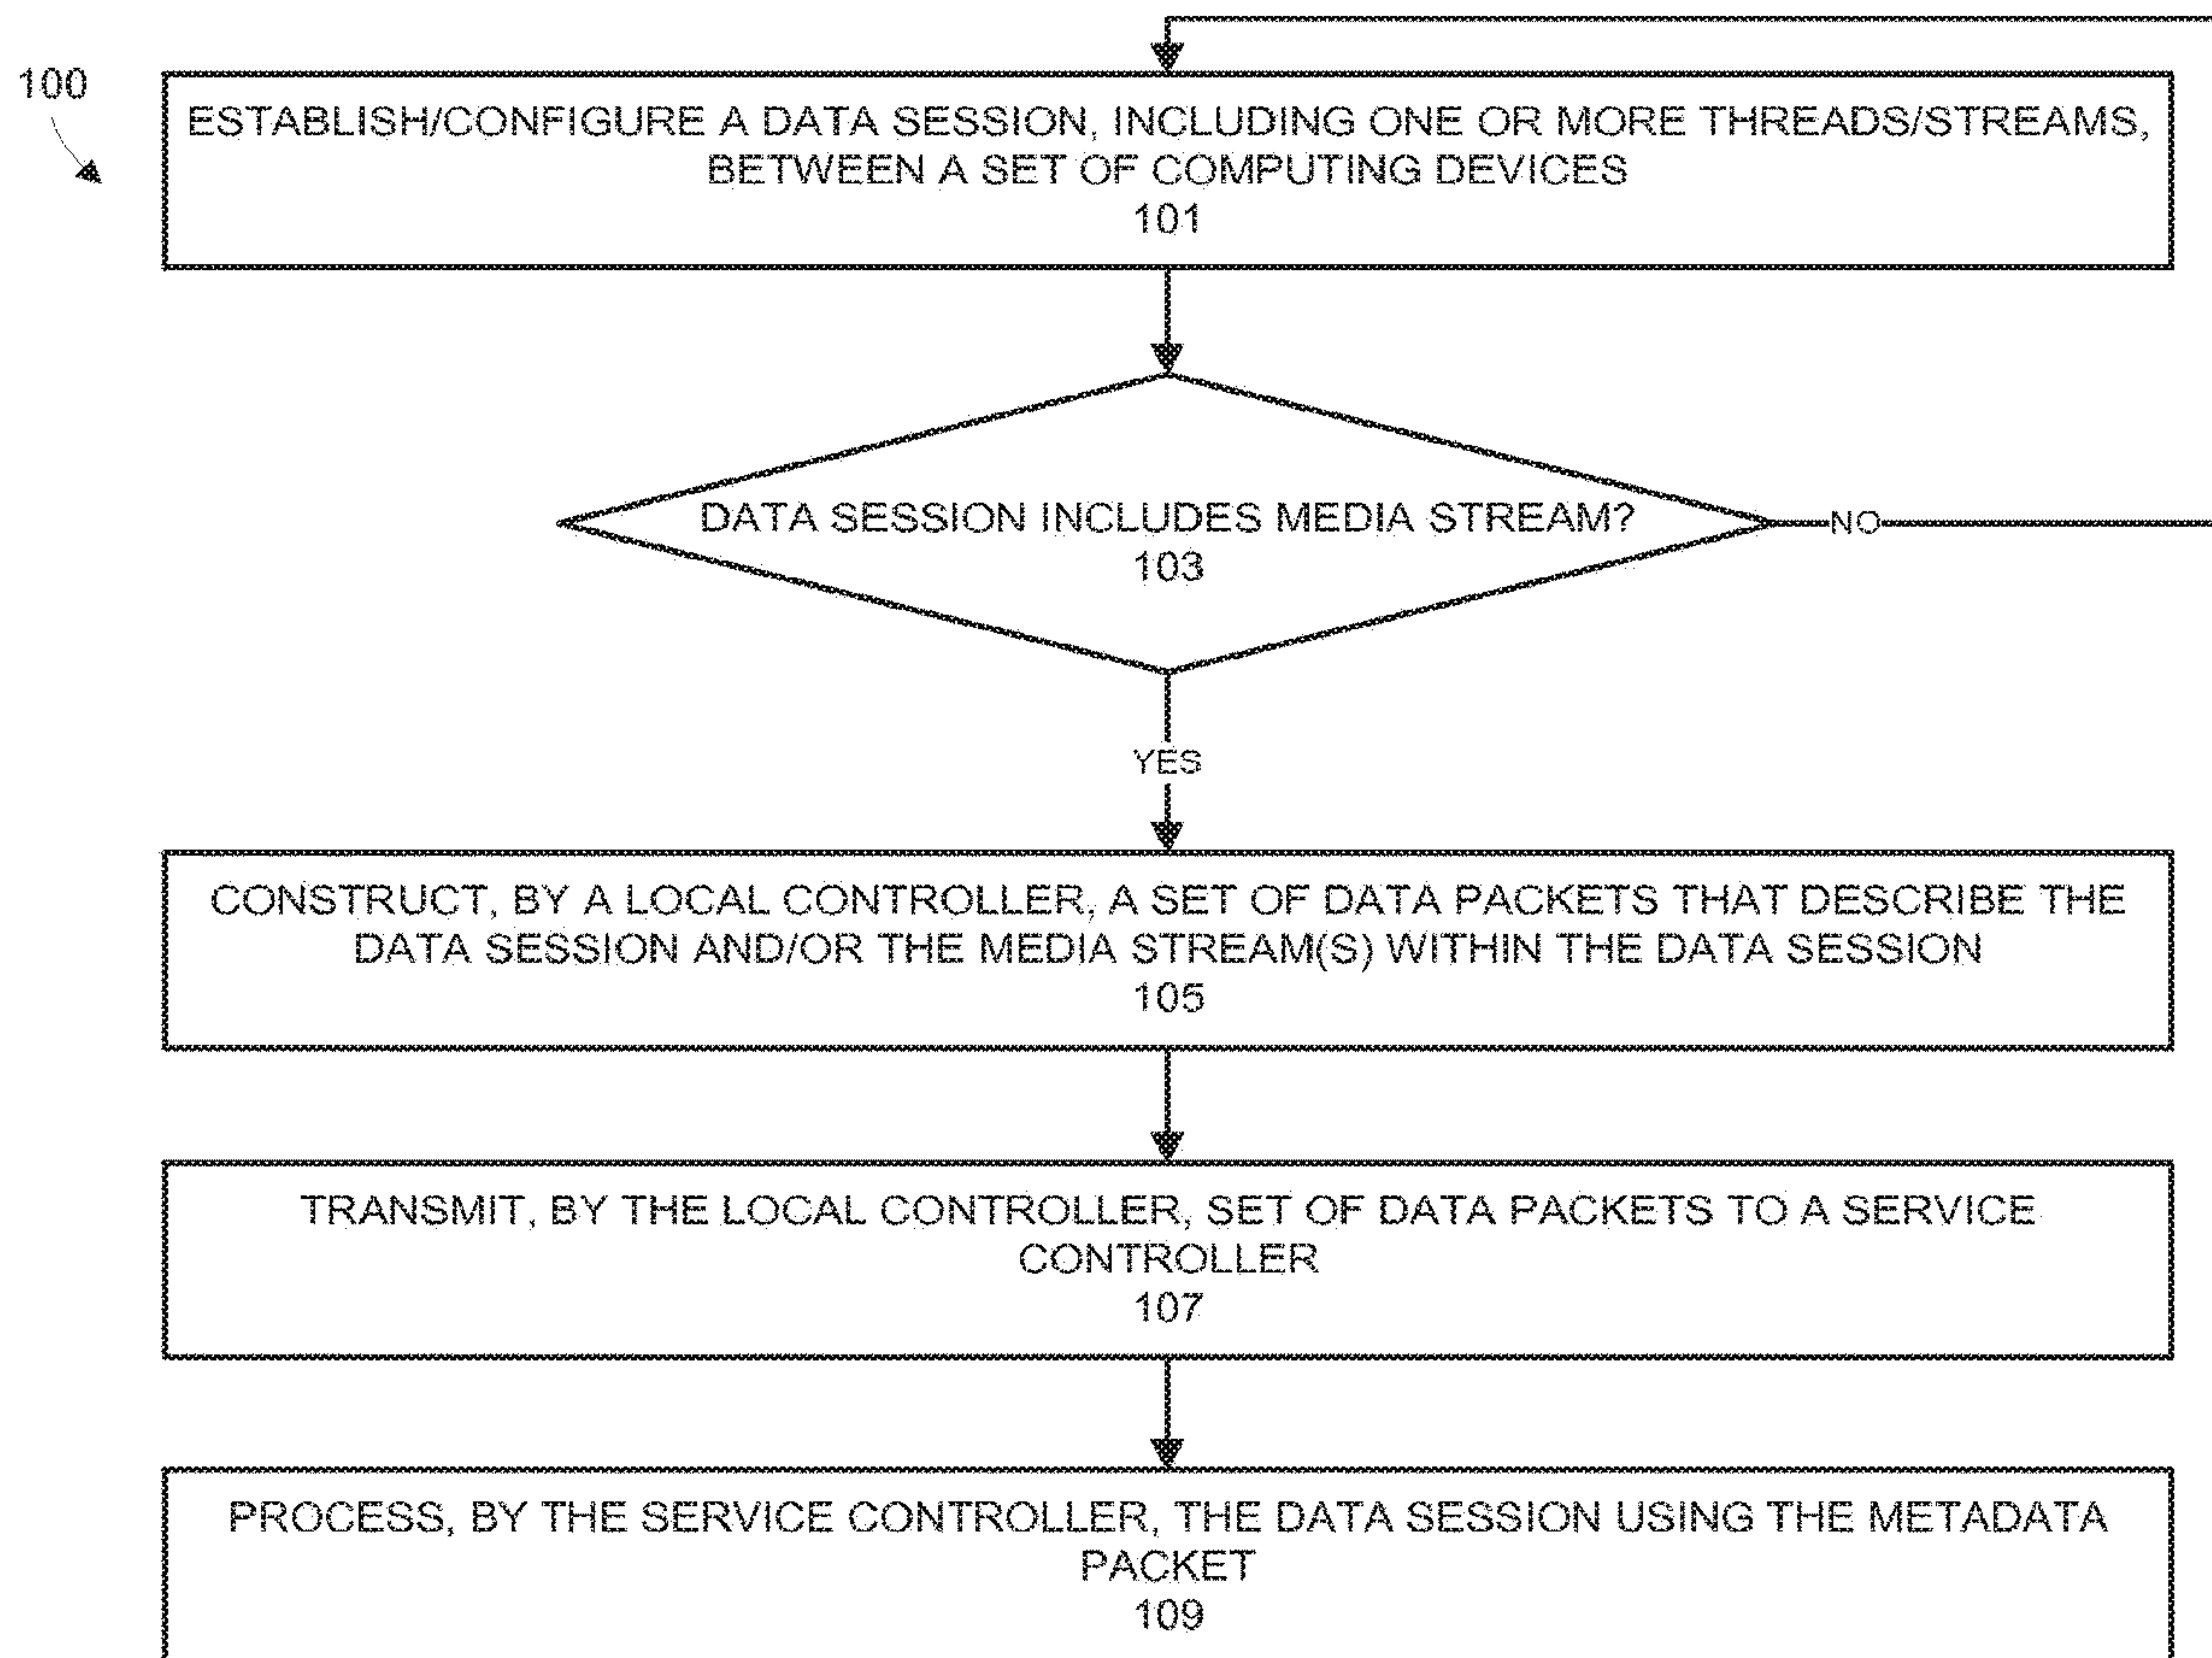 100
ESTABLISH/CONFIGURE A DATA SESSION, INCLUDING ONE OR MORE THREADS/STREAMS,
BETWEEN A SET OF COMPUTING DEVICES
101
DATA SESSION INCLUDES MEDIA STREAM?
103
NO
YES
CONSTRUCT, BY A LOCAL CONTROLLER, A SET OF DATA PACKETS THAT DESCRIBE THE
DATA SESSION AND/OR THE MEDIA STREAM(S) WITHIN THE DATA SESSION
105
TRANSMIT, BY THE LOCAL CONTROLLER, SET OF DATA PACKETS TO A SERVICE
CONTROLLER
107
PROCESS, BY THE SERVICE CONTROLLER, THE DATA SESSION USING THE METADATA
PACKET
109